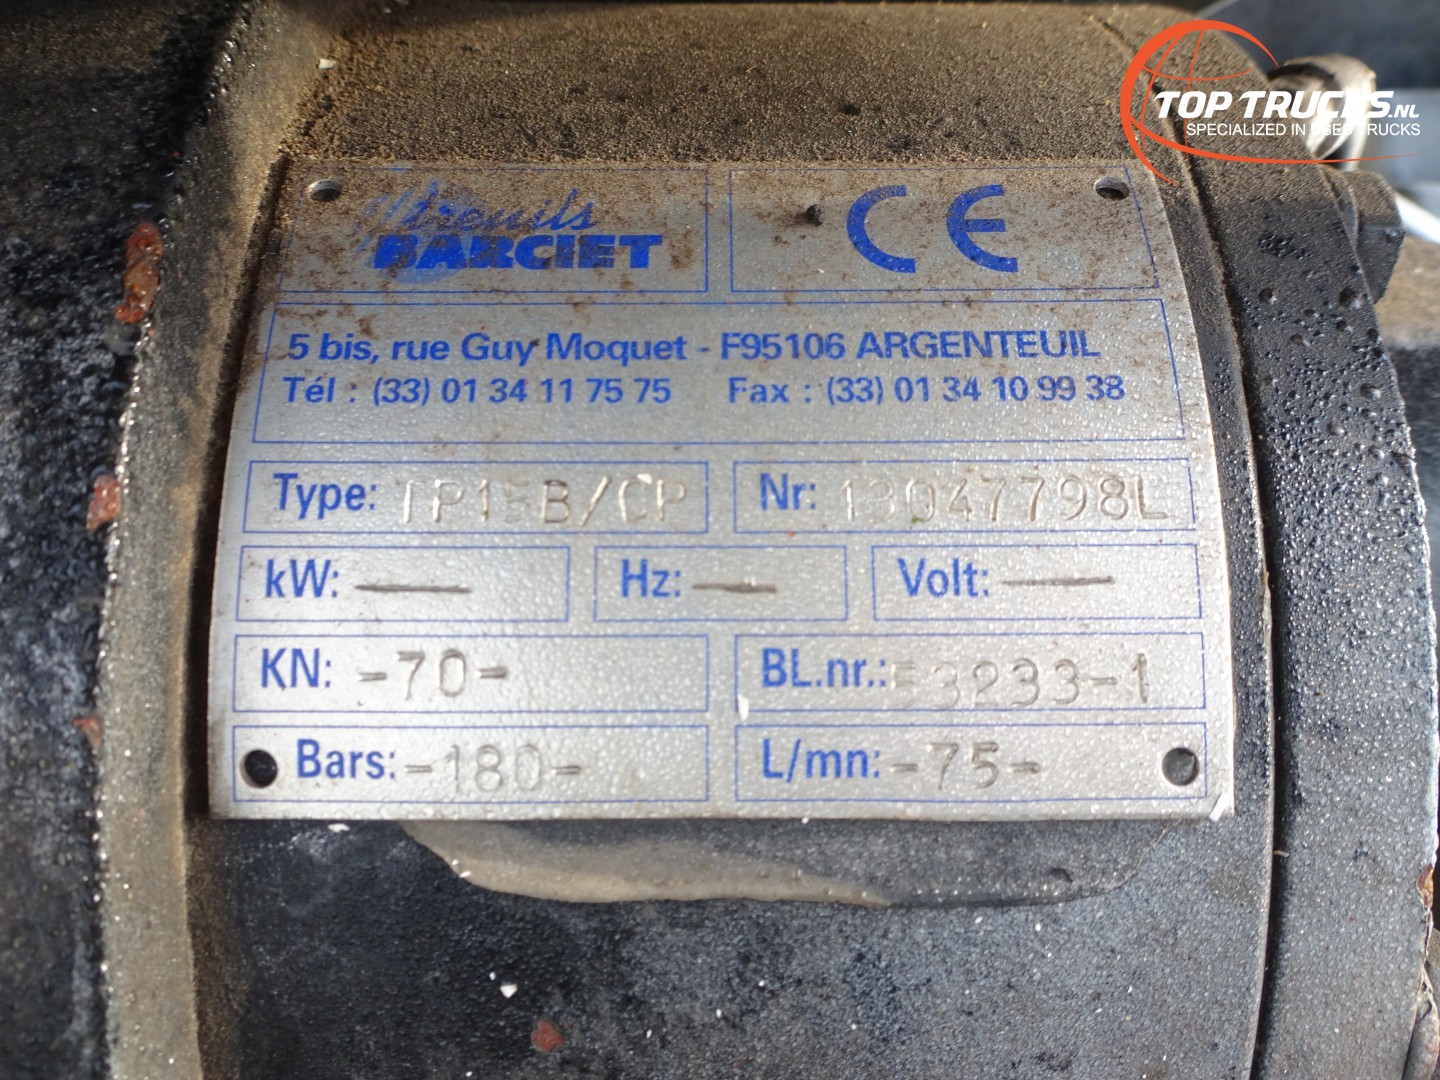 TOP TRUCKS.NL
SPECIALIZED IN USED TRUCKS
Treuils
BARCIET
CE
5 bis, rue Guy Moquet - F95106 ARGENTEUIL
Tél : (33) 01 34 11 75 75 Fax : (33) 01 34 10 99 38
Type: TP15B/CP Nr: 13047798L
kW: — Hz: — Volt: —
KN: -70- BL.nr.: 53233-1
Bars: -180- L/mn: -75-